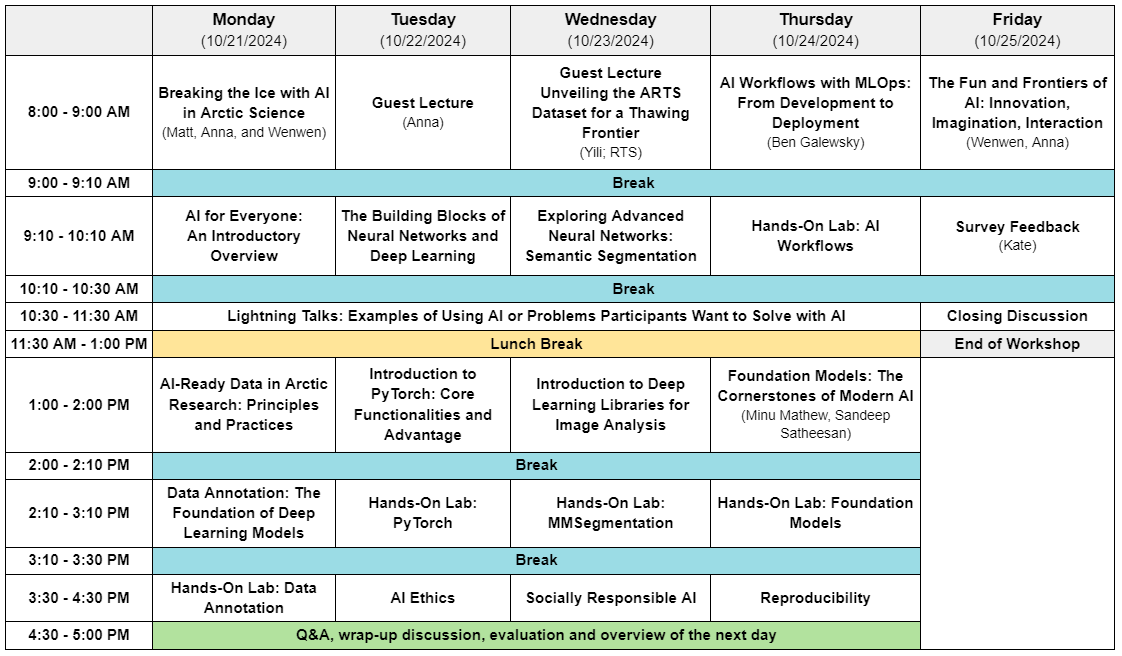 Monday
(10/21/2024)
Tuesday
(10/22/2024)
Wednesday
(10/23/2024)
Thursday
(10/24/2024)
Friday
(10/25/2024)
8:00 - 9:00 AM
Breaking the Ice with AI
in Arctic Science
(Matt, Anna, and Wenwen)
Guest Lecture
(Anna)
Guest Lecture
Unveiling the ARTS
Dataset for a Thawing
Frontier
(Yili; RTS)
AI Workflows with MLOps:
From Development to
Deployment
(Ben Galewsky)
The Fun and Frontiers of
AI: Innovation,
Imagination, Interaction
(Wenwen, Anna)
9:00 - 9:10 AM
Break
9:10 - 10:10 AM
AI for Everyone:
An Introductory
Overview
The Building Blocks of
Neural Networks and
Deep Learning
Exploring Advanced
Neural Networks:
Semantic Segmentation
Hands-On Lab: AI
Workflows
Survey Feedback
(Kate)
10:10 - 10:30 AM
Break
10:30 - 11:30 AM
Lightning Talks: Examples of Using AI or Problems Participants Want to Solve with AI
Closing Discussion
11:30 AM - 1:00 PM
Lunch Break
End of Workshop
1:00 - 2:00 PM
AI-Ready Data in Arctic
Research: Principles
and Practices
Introduction to
PyTorch: Core
Functionalities and
Advantage
Introduction to Deep
Learning Libraries for
Image Analysis
Foundation Models: The
Cornerstones of Modern AI
(Minu Mathew, Sandeep
Satheesan)
2:00 - 2:10 PM
Break
2:10 - 3:10 PM
Data Annotation: The
Foundation of Deep
Learning Models
Hands-On Lab:
PyTorch
Hands-On Lab:
MMSegmentation
Hands-On Lab: Foundation
Models
3:10 - 3:30 PM
Break
3:30 - 4:30 PM
Hands-On Lab: Data
Annotation
AI Ethics
Socially Responsible AI
Reproducibility
4:30 - 5:00 PM
Q&A, wrap-up discussion, evaluation and overview of the next day